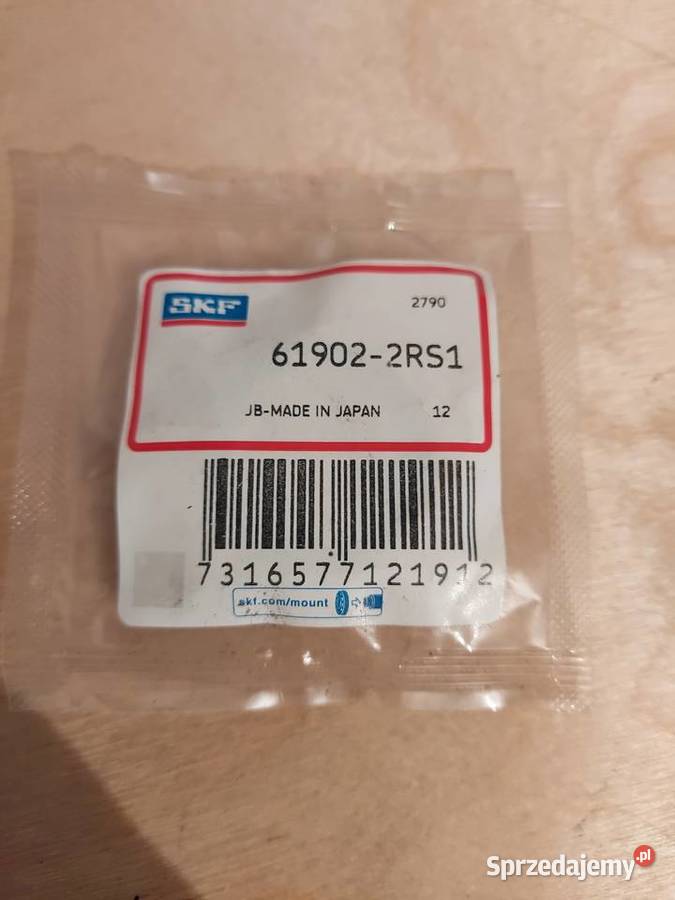 SKF
2790
61902-2RS1
JB-MADE IN JAPAN 12
7316577121912
skf.com/mount
Sprzedajemy.pl